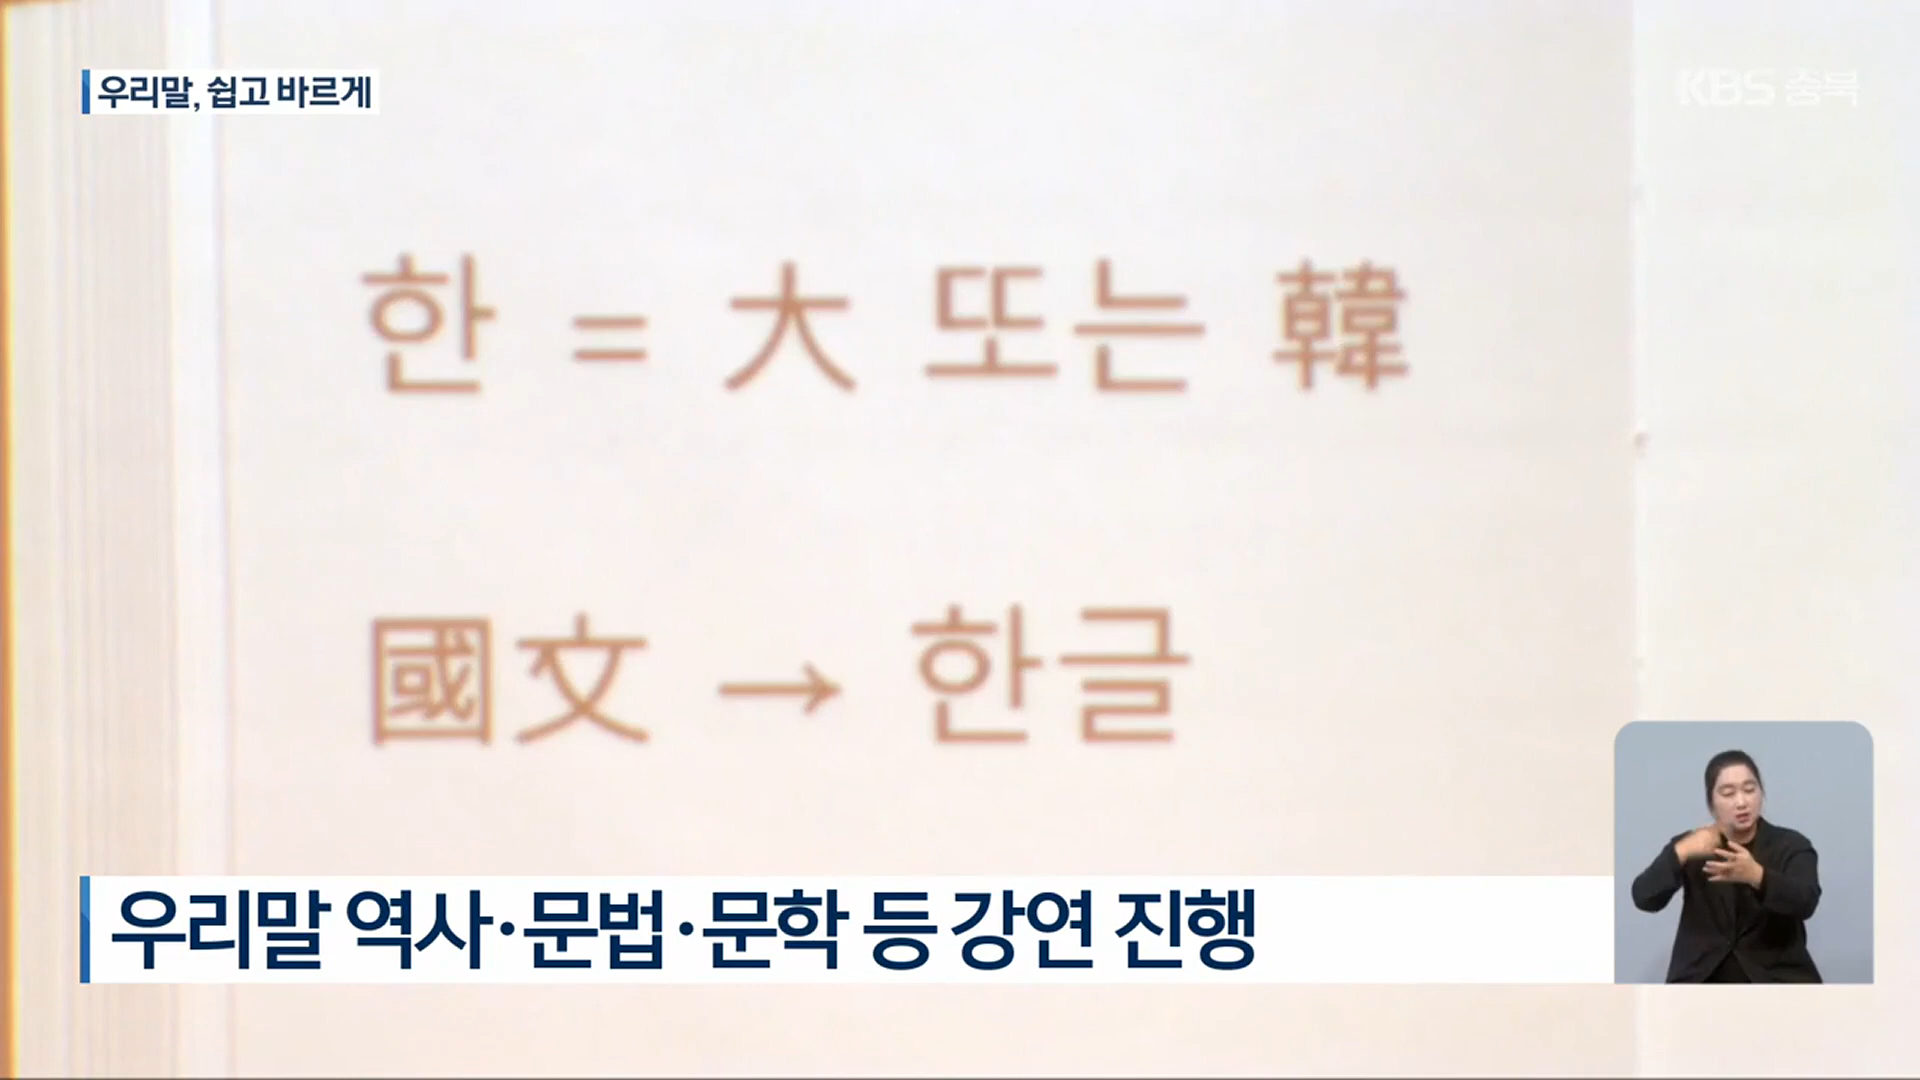 우리말, 쉽고 바르게
KBS 충북
한 = 大 또는 韓
國文 → 한글
우리말 역사·문법·문학 등 강연 진행